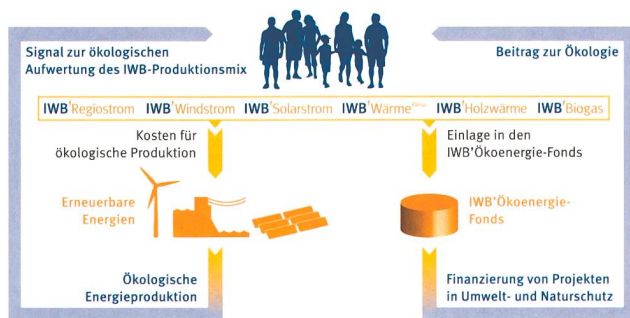 Signal zur ökologischen
Aufwertung des IWB-Produktionsmix
Beitrag zur Ökologie
IWB'Regiostrom IWB'Windstrom IWB'Solarstrom IWB'Wärme IWB'Holzwärme IWB'Biogas
Kosten für
ökologische Produktion
Einlage in den
IWB'Ökoenergie-Fonds
Erneuerbare
Energien
IWB'Ökoenergie-
Fonds
Ökologische
Energieproduktion
Finanzierung von Projekten
in Umwelt- und Naturschutz